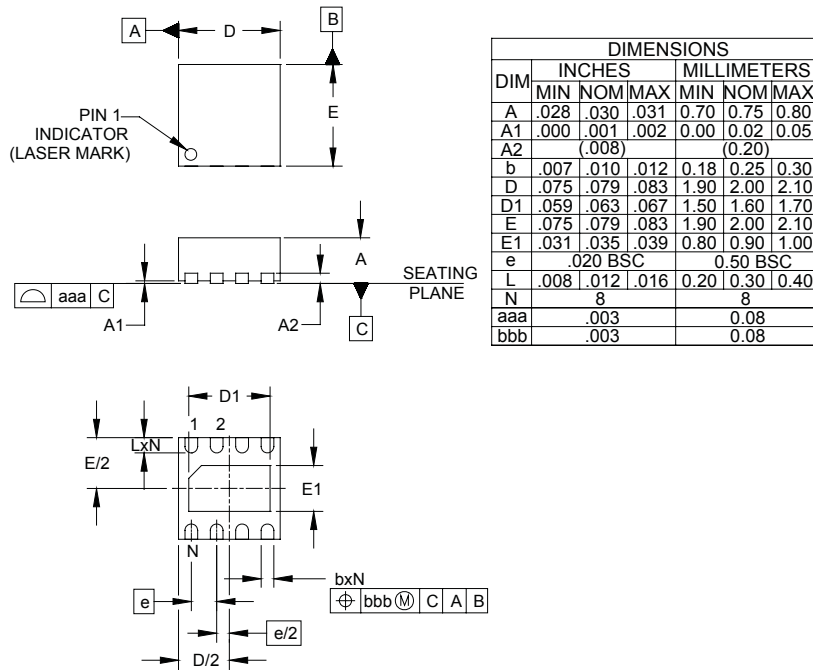 A
D
B
E
PIN 1
INDICATOR
(LASER MARK)
A
SEATING
PLANE
aaa C
A1
A2
C
DIMENSIONS
DIM INCHES MILLIMETERS
MIN NOM MAX MIN NOM MAX
A .028 .030 .031 0.70 0.75 0.80
A1 .000 .001 .002 0.00 0.02 0.05
A2 (.008) (0.20)
b .007 .010 .012 0.18 0.25 0.30
D .075 .079 .083 1.90 2.00 2.10
D1 .059 .063 .067 1.50 1.60 1.70
E .075 .079 .083 1.90 2.00 2.10
E1 .031 .035 .039 0.80 0.90 1.00
e .020 BSC 0.50 BSC
L .008 .012 .016 0.20 0.30 0.40
N 8 8
aaa .003 0.08
bbb .003 0.08
D1
1 2
LxN
E/2
E1
N
bxN
e
bbb Ⓜ C A B
e/2
D/2